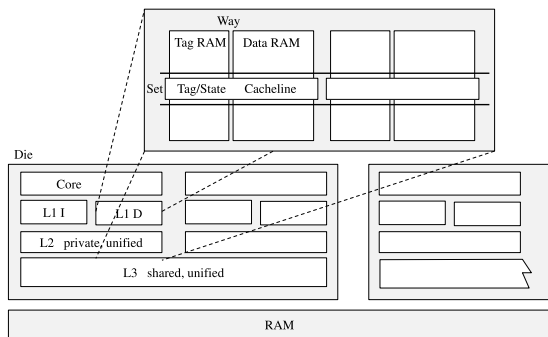 Way
Tag RAM Data RAM
Set Tag/State Cacheline
Die
Core
L1 I L1 D
L2 private, unified
L3 shared, unified
RAM